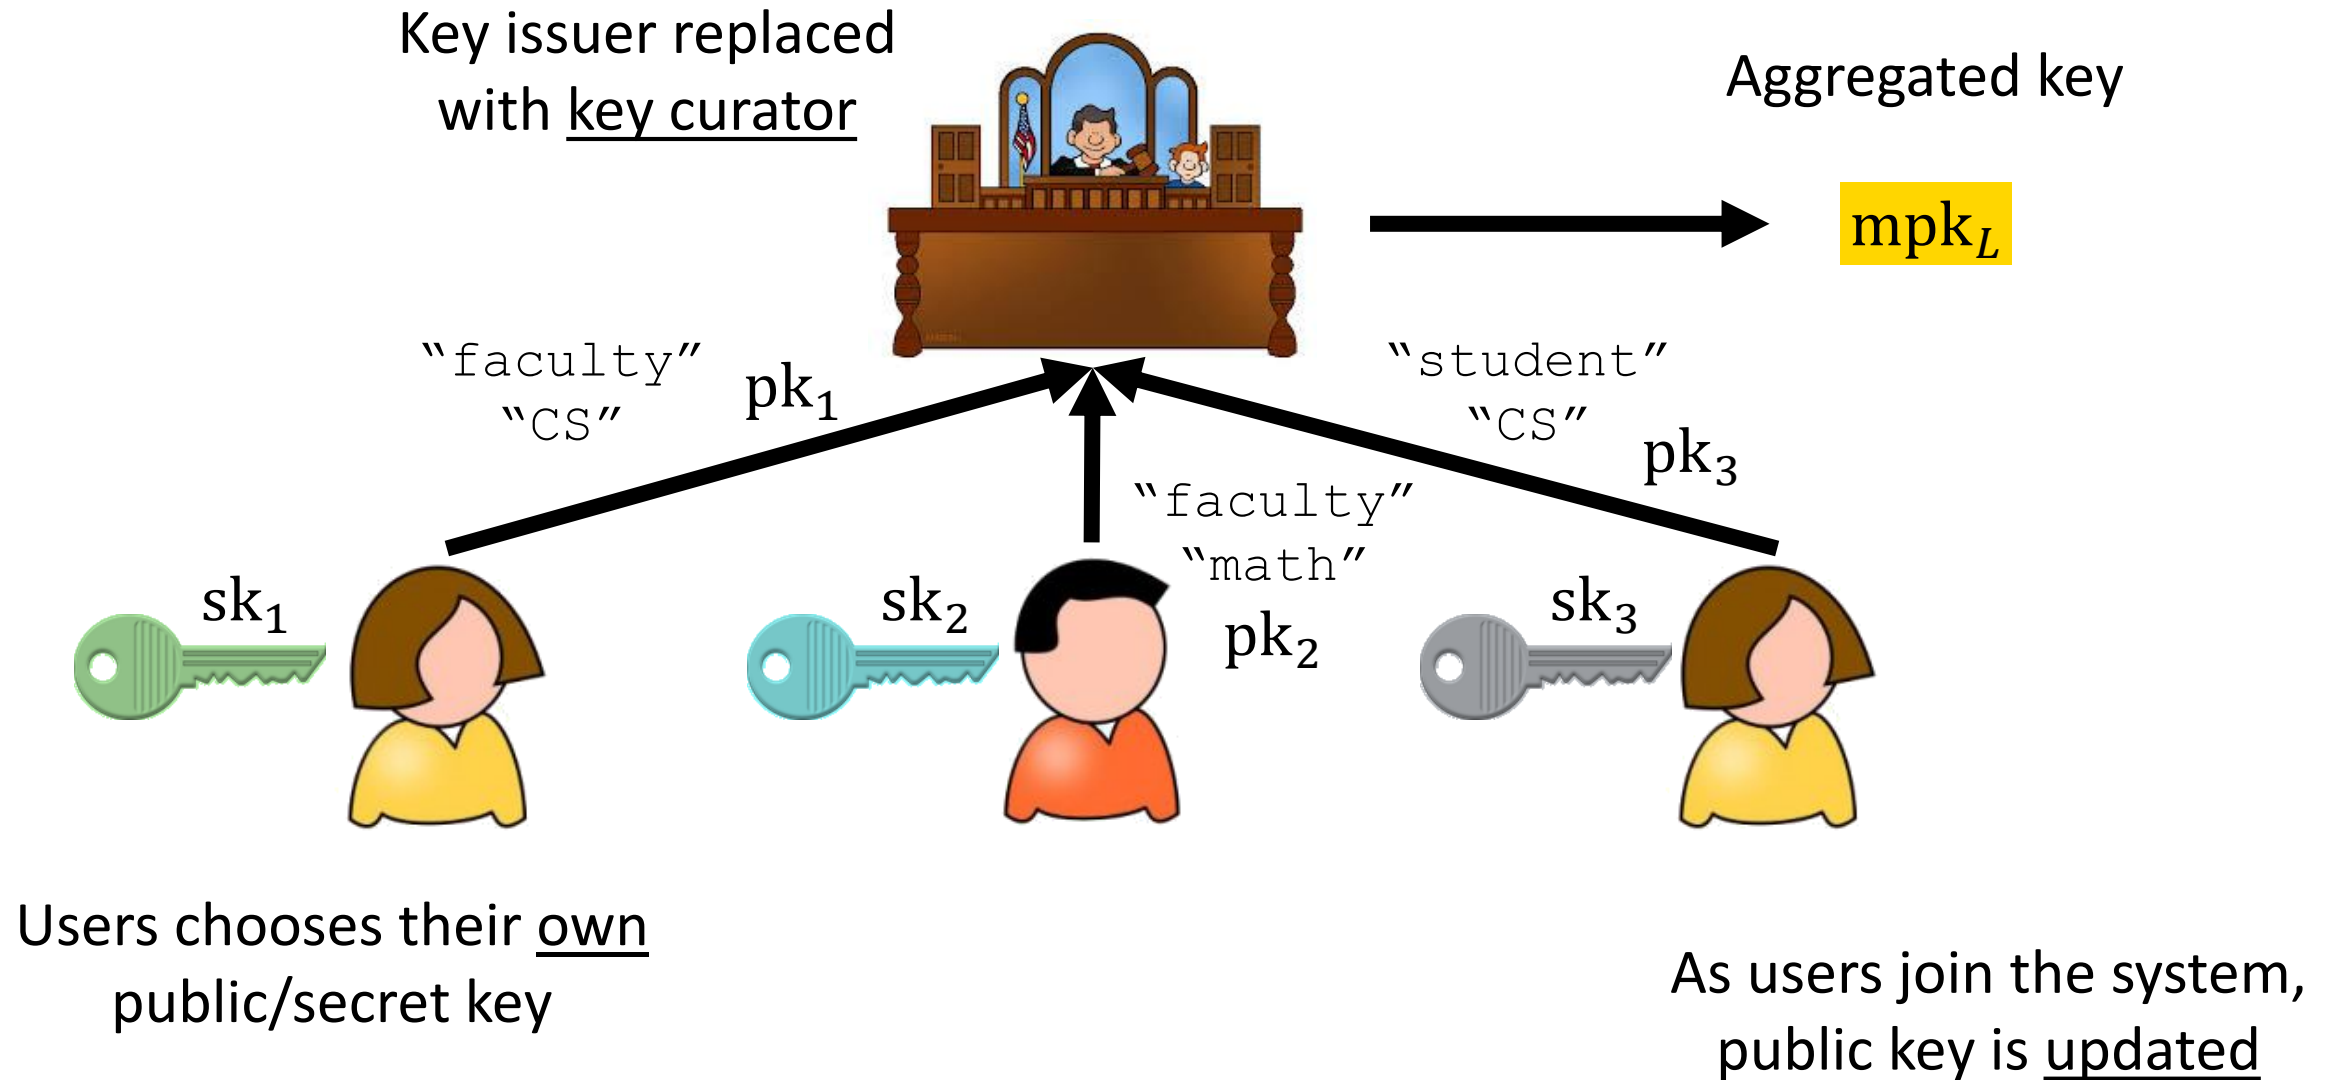 Key issuer replaced
with key curator
Aggregated key
mpk_L
“faculty”
“CS”
pk₁
“student”
“CS”
pk₃
“faculty”
“math”
pk₂
sk₁
sk₂
sk₃
Users chooses their own
public/secret key
As users join the system,
public key is updated